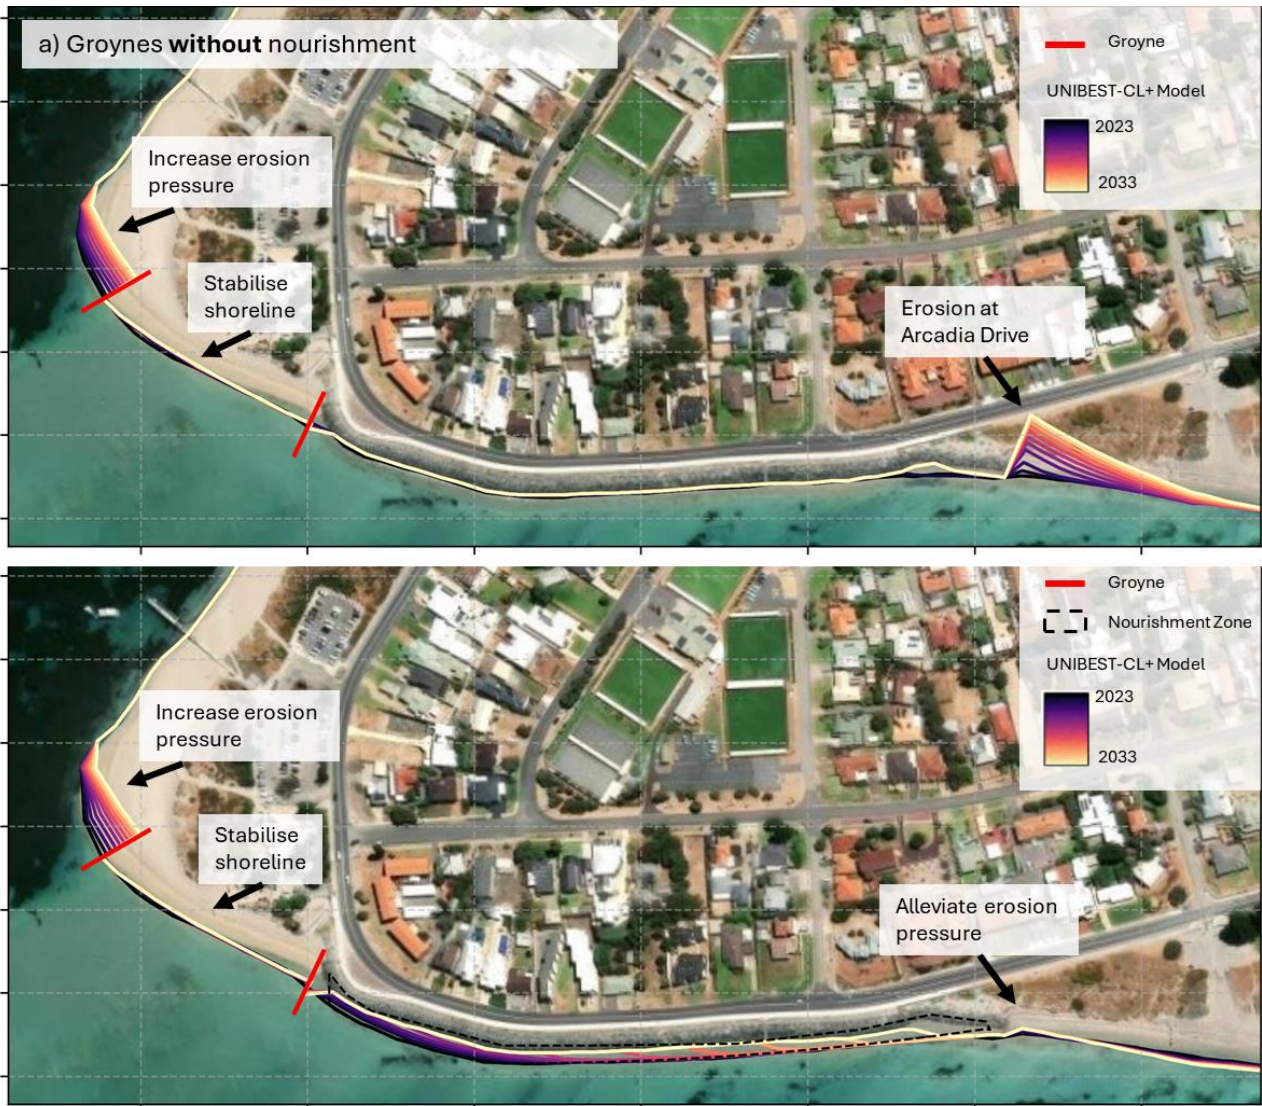 a) Groynes without nourishment
Groyne
UNIBEST-CL+ Model
2023
2033
Increase erosion
pressure
Stabilise
shoreline
Erosion at
Arcadia Drive
Groyne
Nourishment Zone
UNIBEST-CL+ Model
2023
2033
Increase erosion
pressure
Stabilise
shoreline
Alleviate erosion
pressure